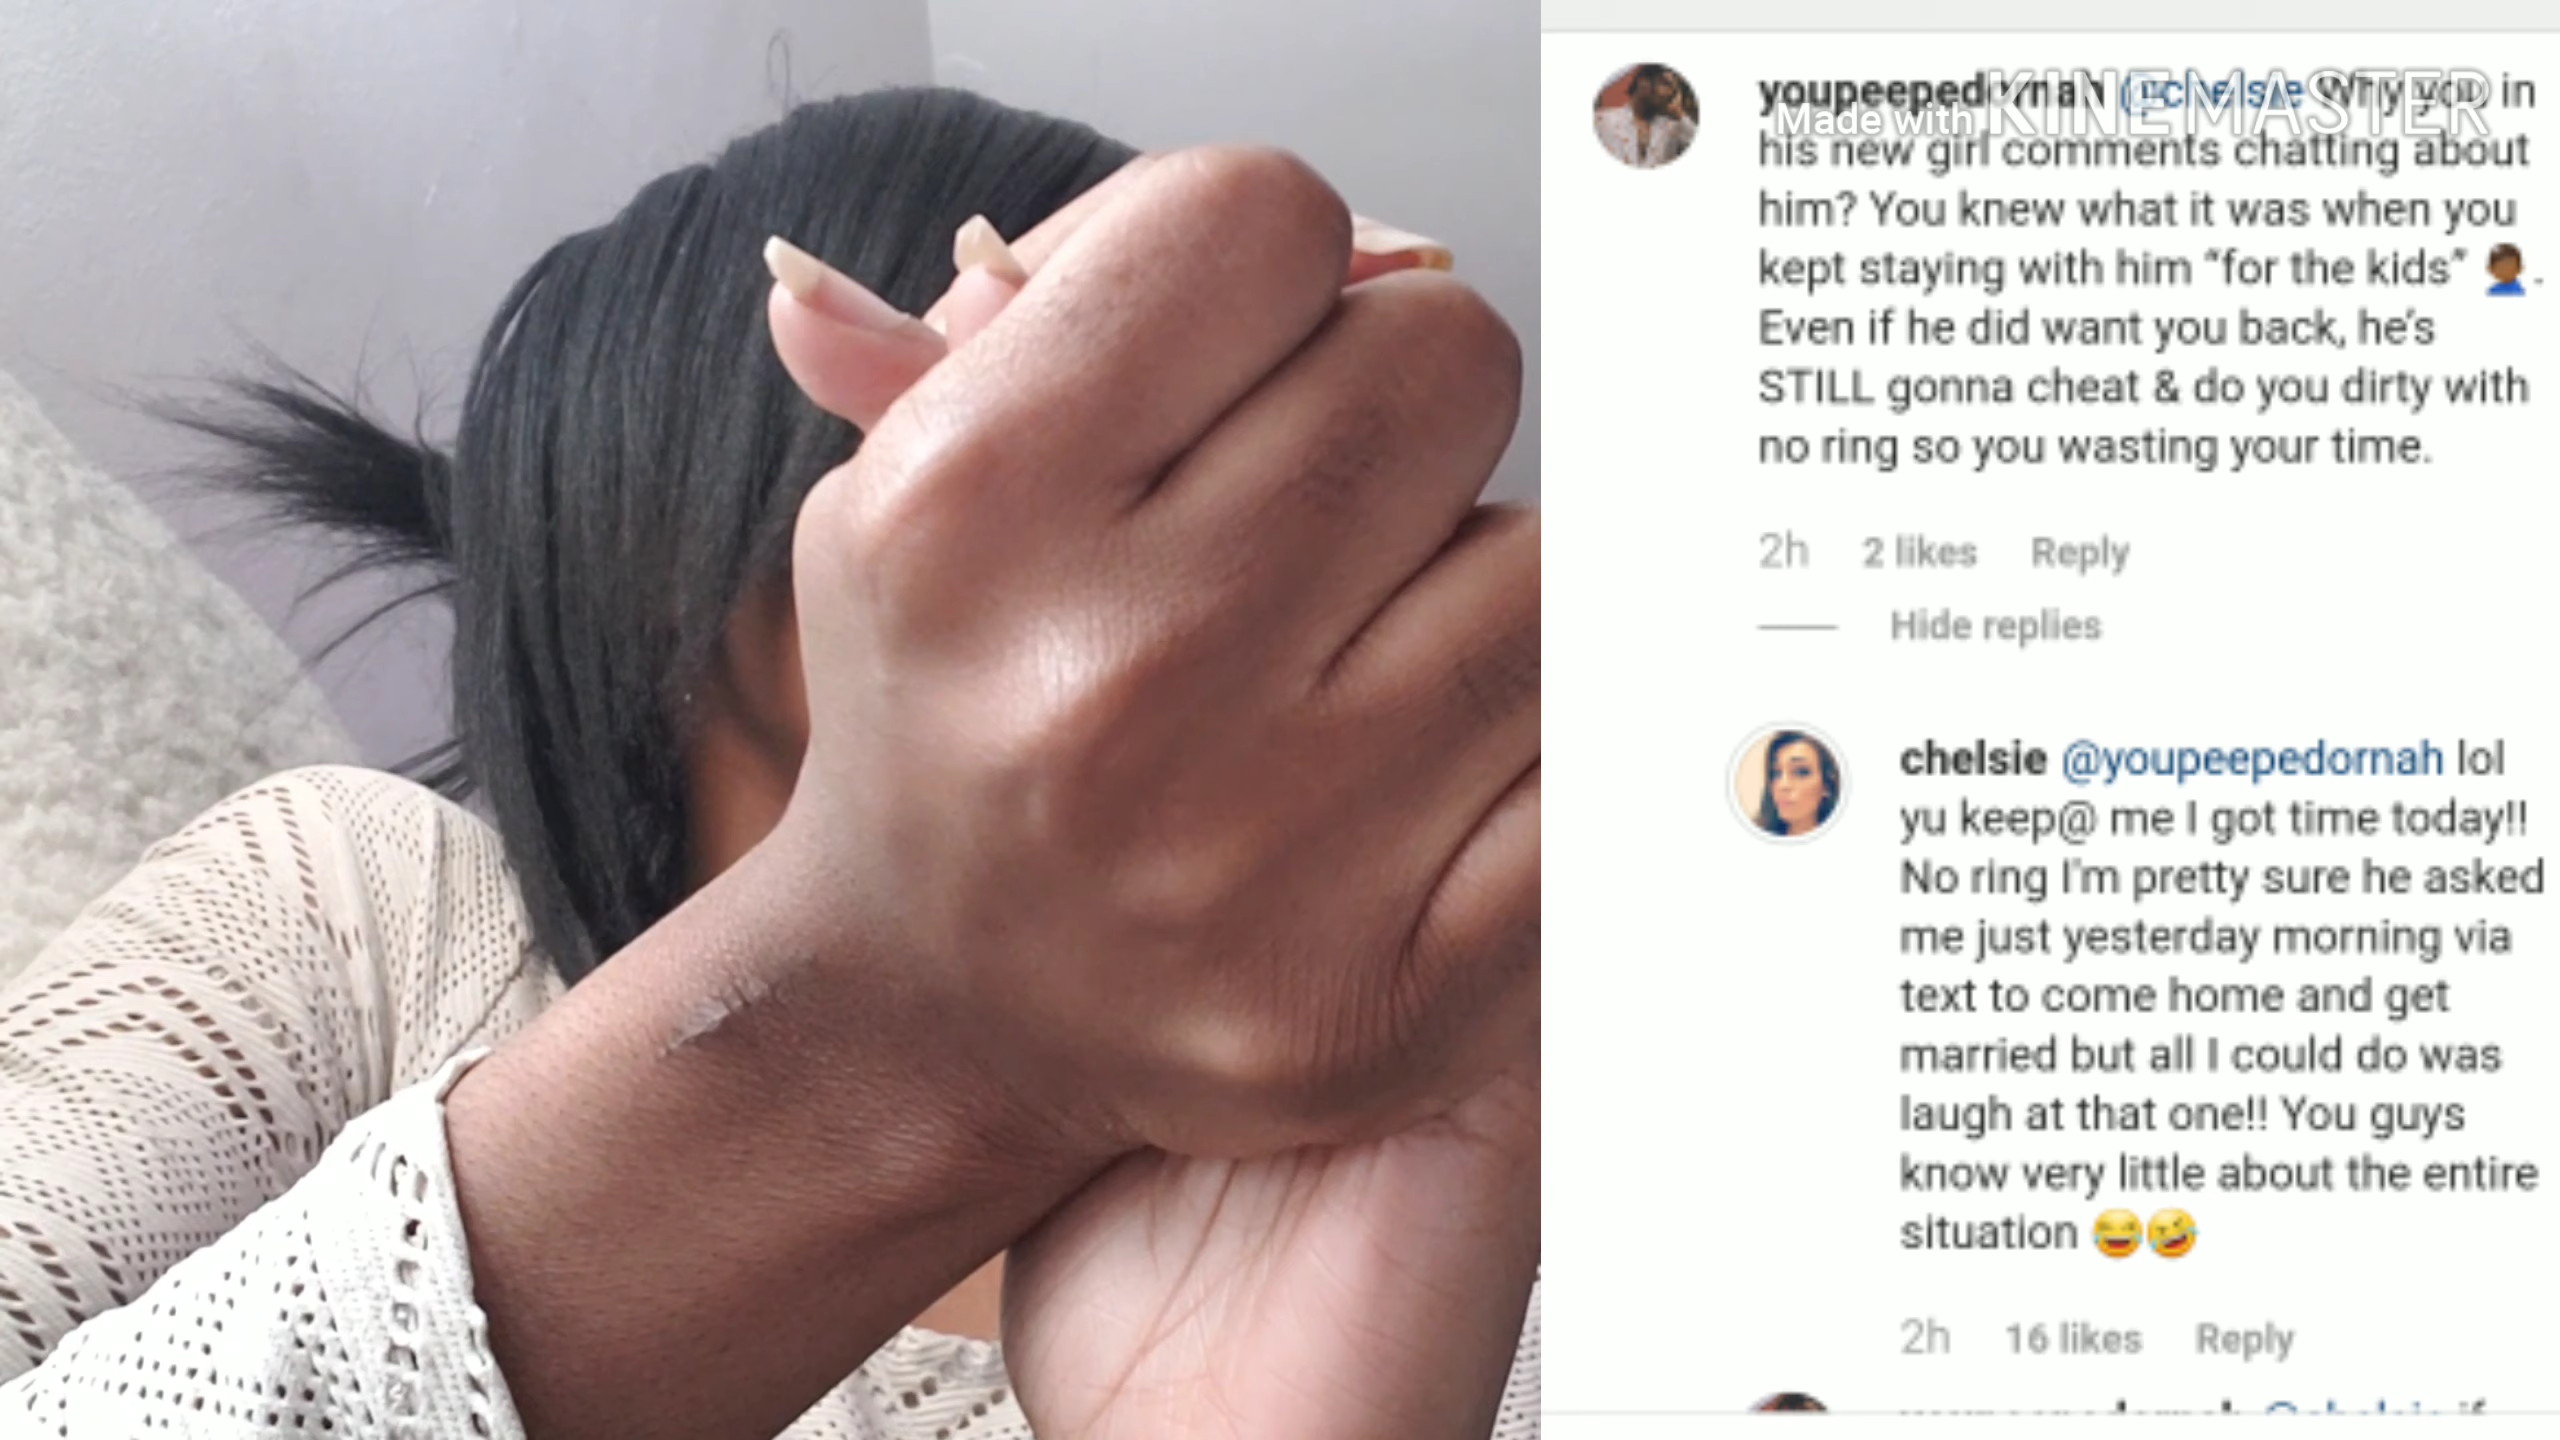 youpeepedornah @chelsie Why you in
Made with KINEMASTER
his new girl comments chatting about
him? You knew what it was when you
kept staying with him “for the kids” 🤦🏾‍♂️.
Even if he did want you back, he’s
STILL gonna cheat & do you dirty with
no ring so you wasting your time.
2h 2 likes Reply
Hide replies
chelsie @youpeepedornah lol
yu keep@ me I got time today!!
No ring I'm pretty sure he asked
me just yesterday morning via
text to come home and get
married but all I could do was
laugh at that one!! You guys
know very little about the entire
situation 😂🤣
2h 16 likes Reply